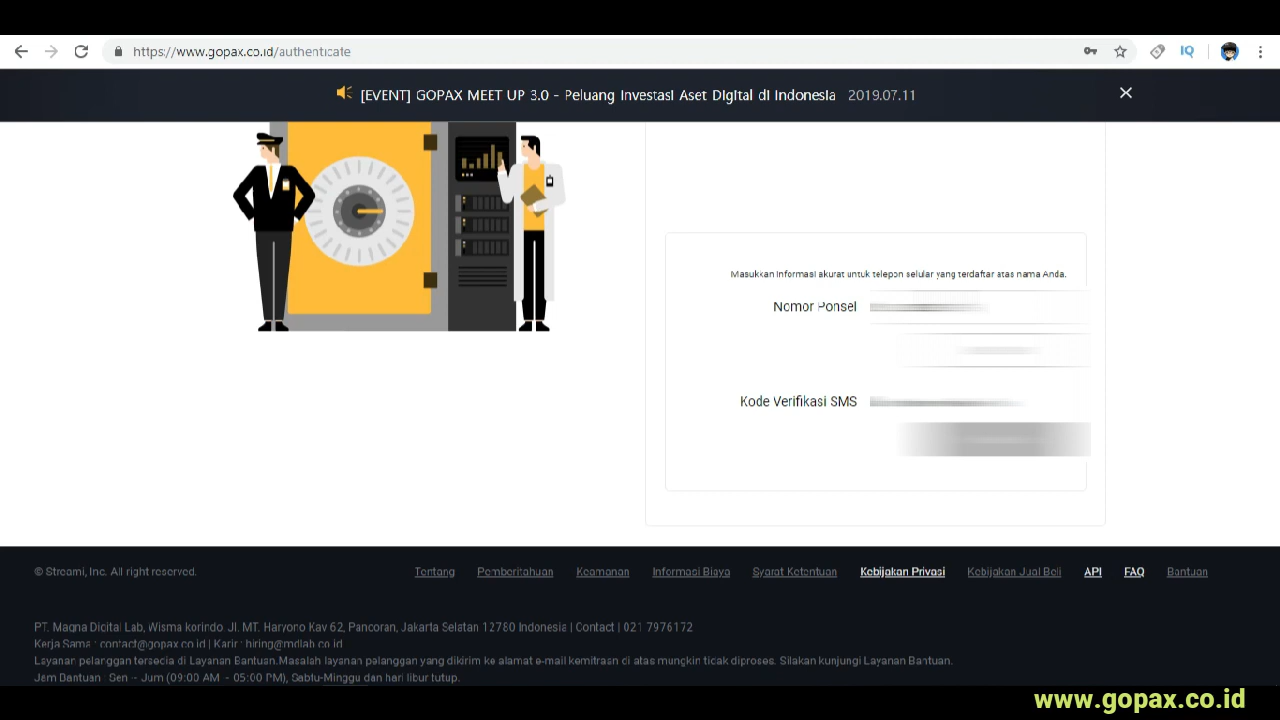 https://www.gopax.co.id/authenticate
IQ
[EVENT] GOPAX MEET UP 3.0 - Peluang Investasi Aset Digital di Indonesia 2019.07.11
Masukkan informasi akurat untuk telepon selular yang terdaftar atas nama Anda.
Nomor Ponsel
Kode Verifikasi SMS
© Streami, Inc. All right reserved. Tentang Pemberitahuan Keamanan Informasi Biaya Syarat Ketentuan Kebijakan Privasi Kebijakan Jual Beli API FAQ Bantuan
PT. Magna Digital Lab, Wisma korindo. Jl. MT. Haryono Kav 62, Pancoran, Jakarta Selatan 12780 Indonesia | Contact | 021 7976172
Kerja Sama : contact@gopax.co.id | Karir : hiring@mdlab.co.id
Layanan pelanggan tersedia di Layanan Bantuan.Masalah layanan pelanggan yang dikirim ke alamat e-mail kemitraan di atas mungkin tidak diproses. Silakan kunjungi Layanan Bantuan.
Jam Bantuan : Sen - Jum (09:00 AM - 05:00 PM), Sabtu-Minggu dan hari libur tutup.
www.gopax.co.id